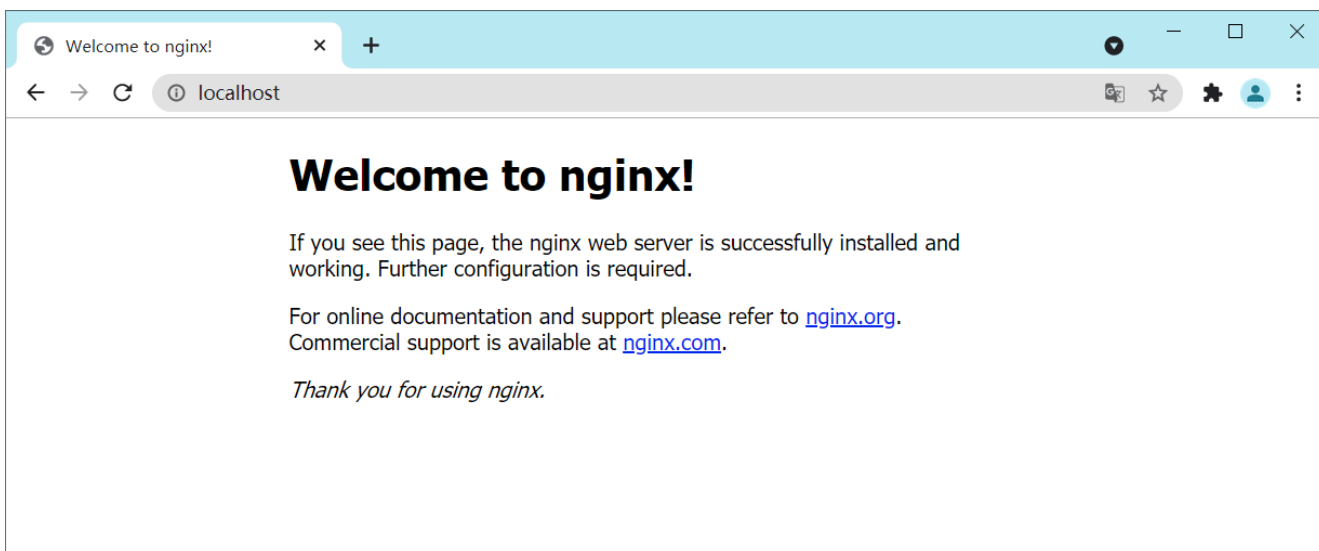 Welcome to nginx!
localhost
Welcome to nginx!
If you see this page, the nginx web server is successfully installed and
working. Further configuration is required.
For online documentation and support please refer to nginx.org.
Commercial support is available at nginx.com.
Thank you for using nginx.